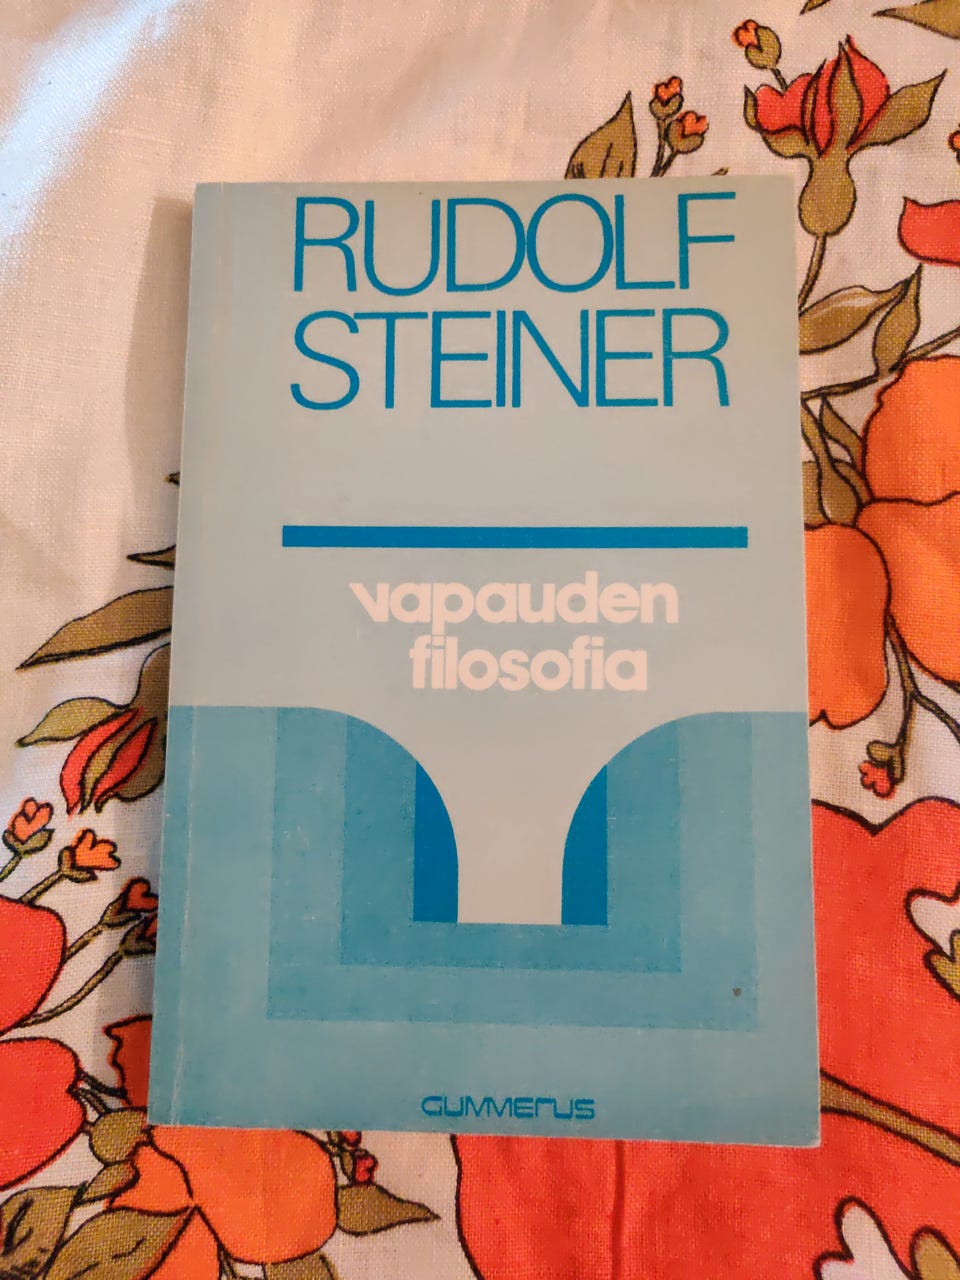 RUDOLF
STEINER
vapauden
filosofia
GUMMERUS